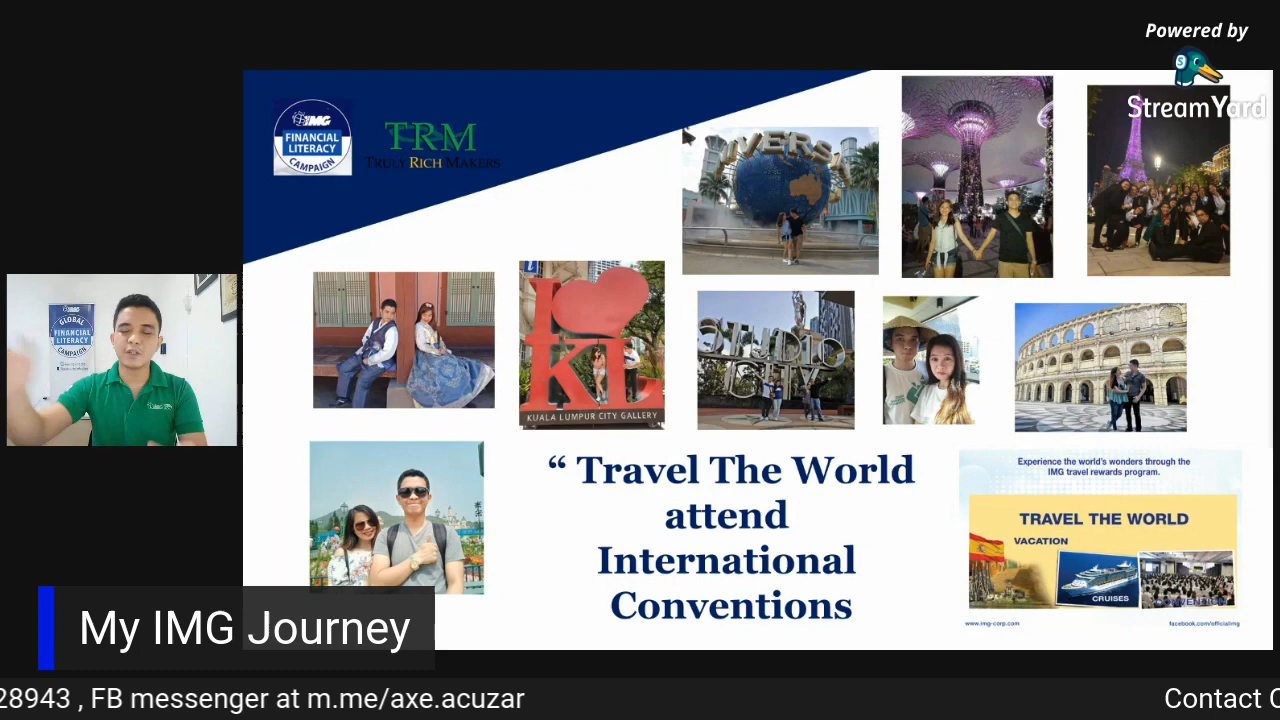 Powered by
StreamYard
IMG
FINANCIAL
LITERACY
CAMPAIGN
TRM
TRULY RICH MAKERS
IMG
GLOBAL
FINANCIAL
LITERACY
CAMPAIGN
I
KL
KUALA LUMPUR CITY GALLERY
STUDIO
CITY
“ Travel The World
attend
International
Conventions
Experience the world's wonders through the
IMG travel rewards program.
TRAVEL THE WORLD
VACATION
CRUISES
CONVENTION
www.img-corp.com
facebook.com/officialimg
My IMG Journey
28943 , FB messenger at m.me/axe.acuzar
Contact